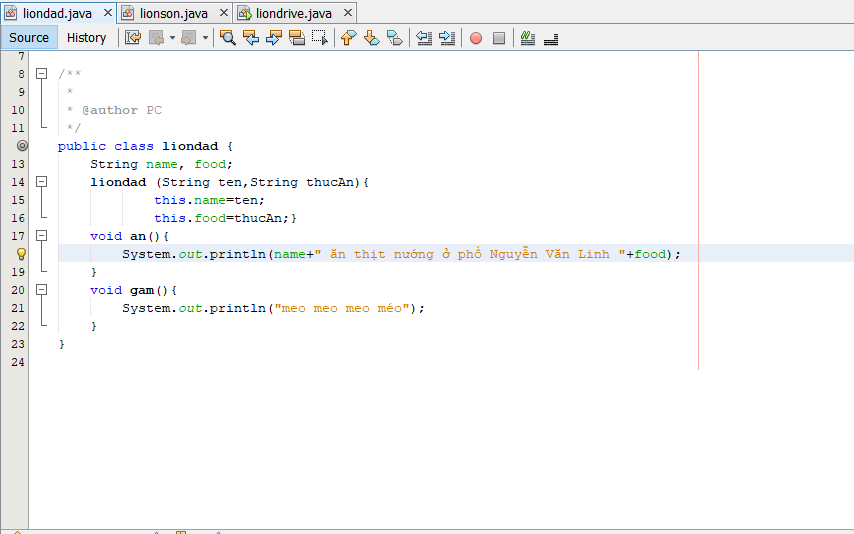 liondad.java lionson.java liondrive.java
Source History
7
8 /**
9 *
10 * @author PC
11 */
public class liondad {
13 String name, food;
14 liondad (String ten,String thucAn){
15 this.name=ten;
16 this.food=thucAn;}
17 void an(){
System.out.println(name+" ăn thịt nướng ở phố Nguyễn Văn Linh "+food);
19 }
20 void gam(){
21 System.out.println("meo meo meo méo");
22 }
23 }
24